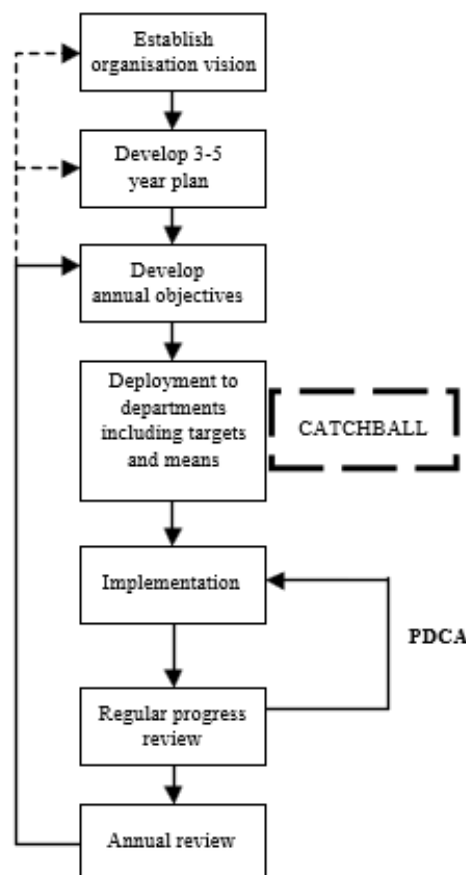 Establish
organisation vision
Develop 3-5
year plan
Develop
annual objectives
Deployment to
departments
including targets
and means
CATCHBALL
Implementation
PDCA
Regular progress
review
Annual review